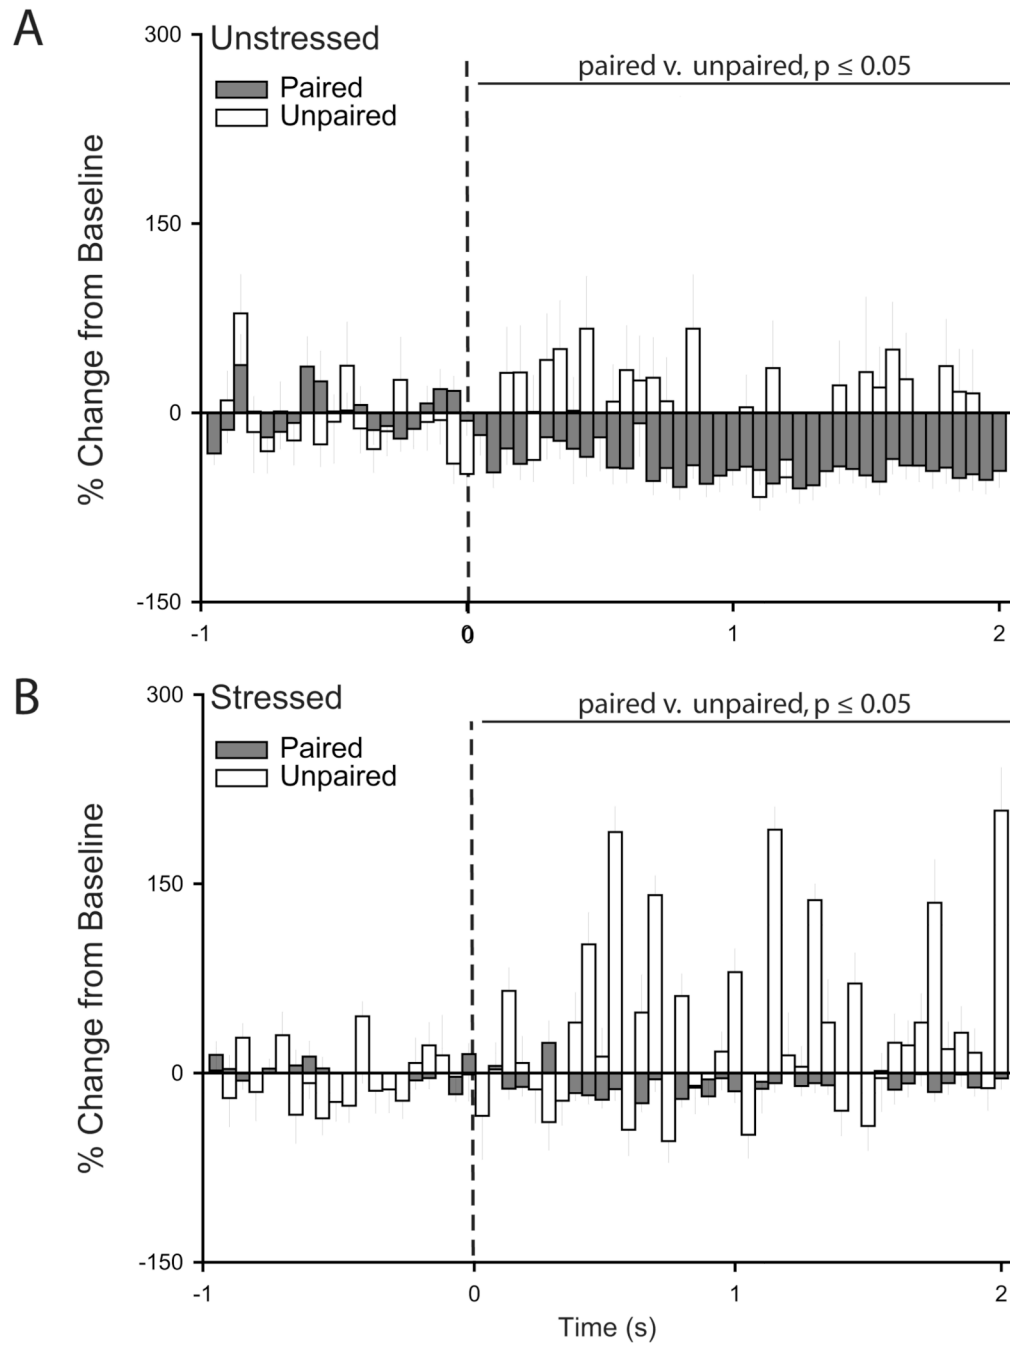 A
Unstressed
Paired
Unpaired
paired v. unpaired, p ≤ 0.05
% Change from Baseline
300
150
0
-150
-1
0
0
1
2
B
Stressed
Paired
Unpaired
paired v. unpaired, p ≤ 0.05
% Change from Baseline
300
150
0
-150
-1
0
1
2
Time (s)